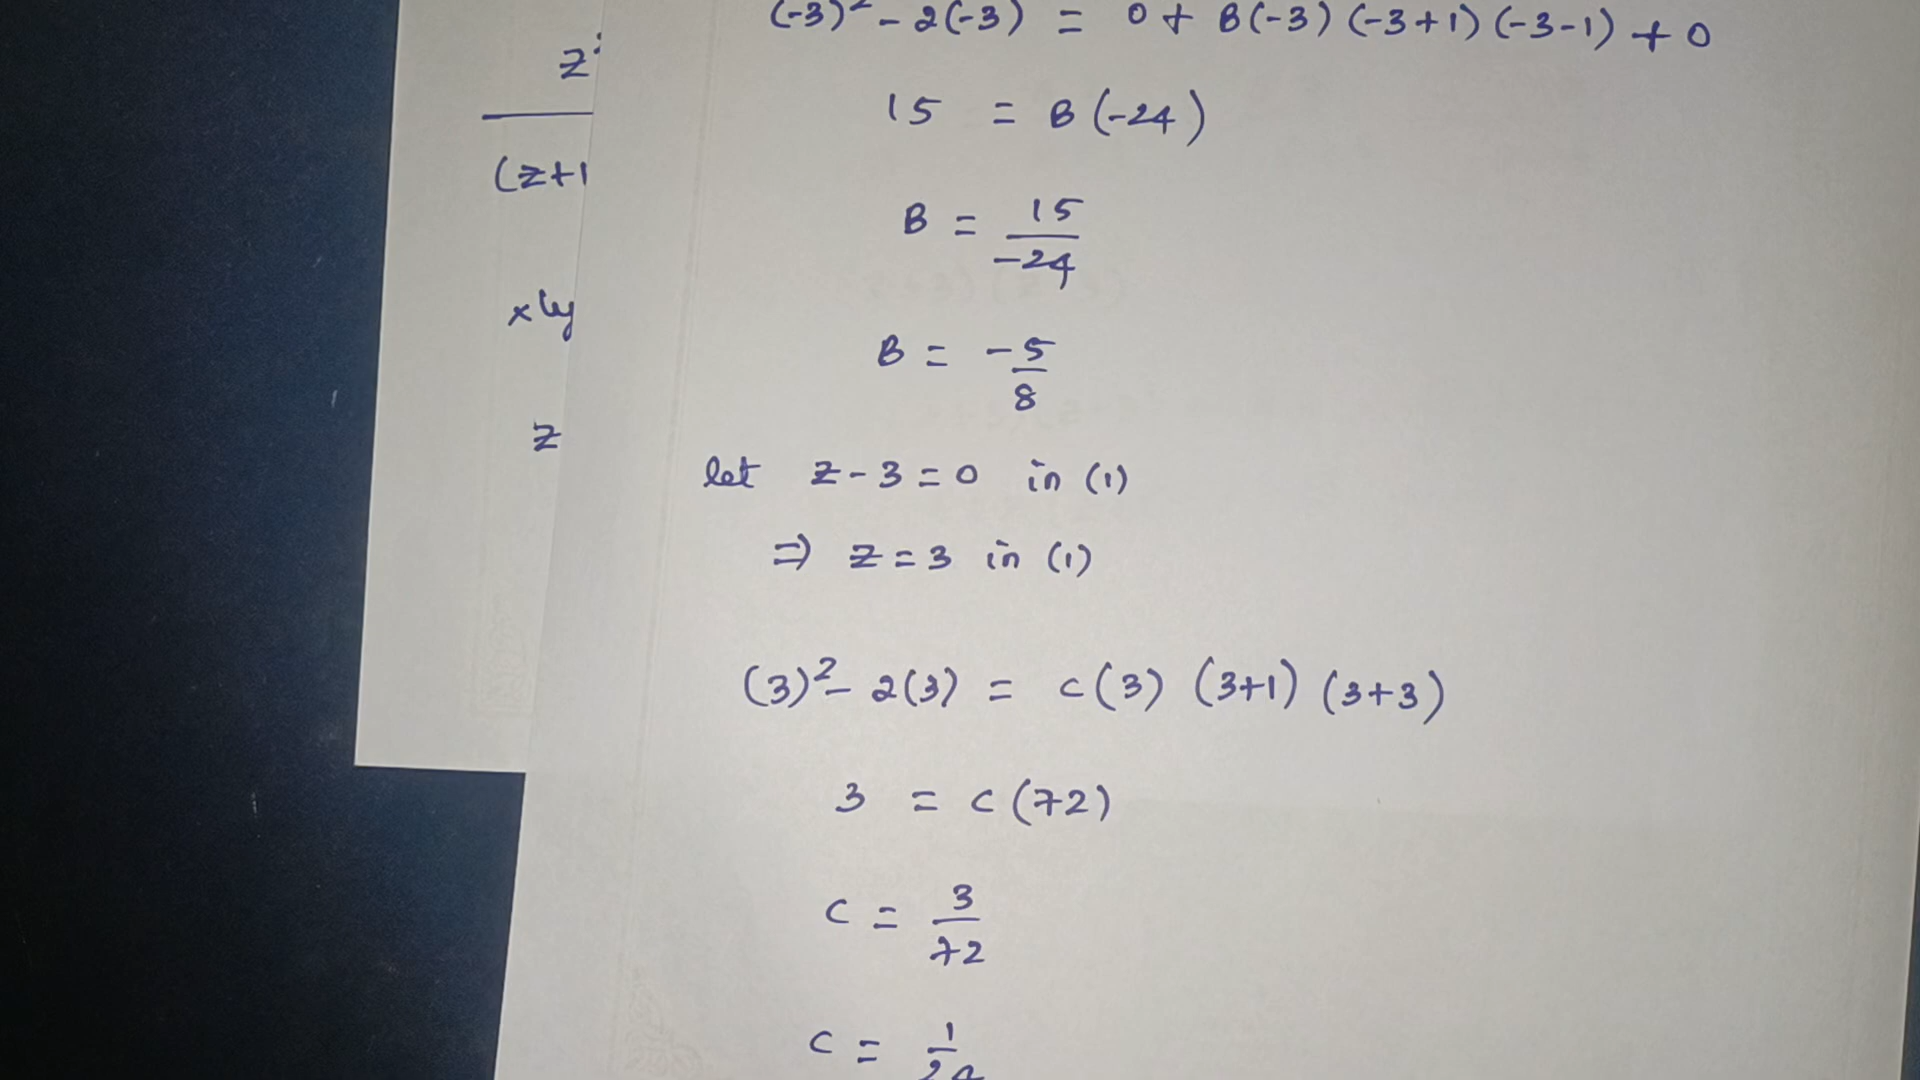 z
(z+1
xly
z
(-3)² - 2(-3) = 0 + B(-3) (-3+1) (-3-1) + 0
15 = B (-24)
B = 15/-24
B = -5/8
let z - 3 = 0 in (1)
⇒ z = 3 in (1)
(3)² - 2(3) = C(3) (3+1) (3+3)
3 = C (72)
C = 3/72
C = 1/24